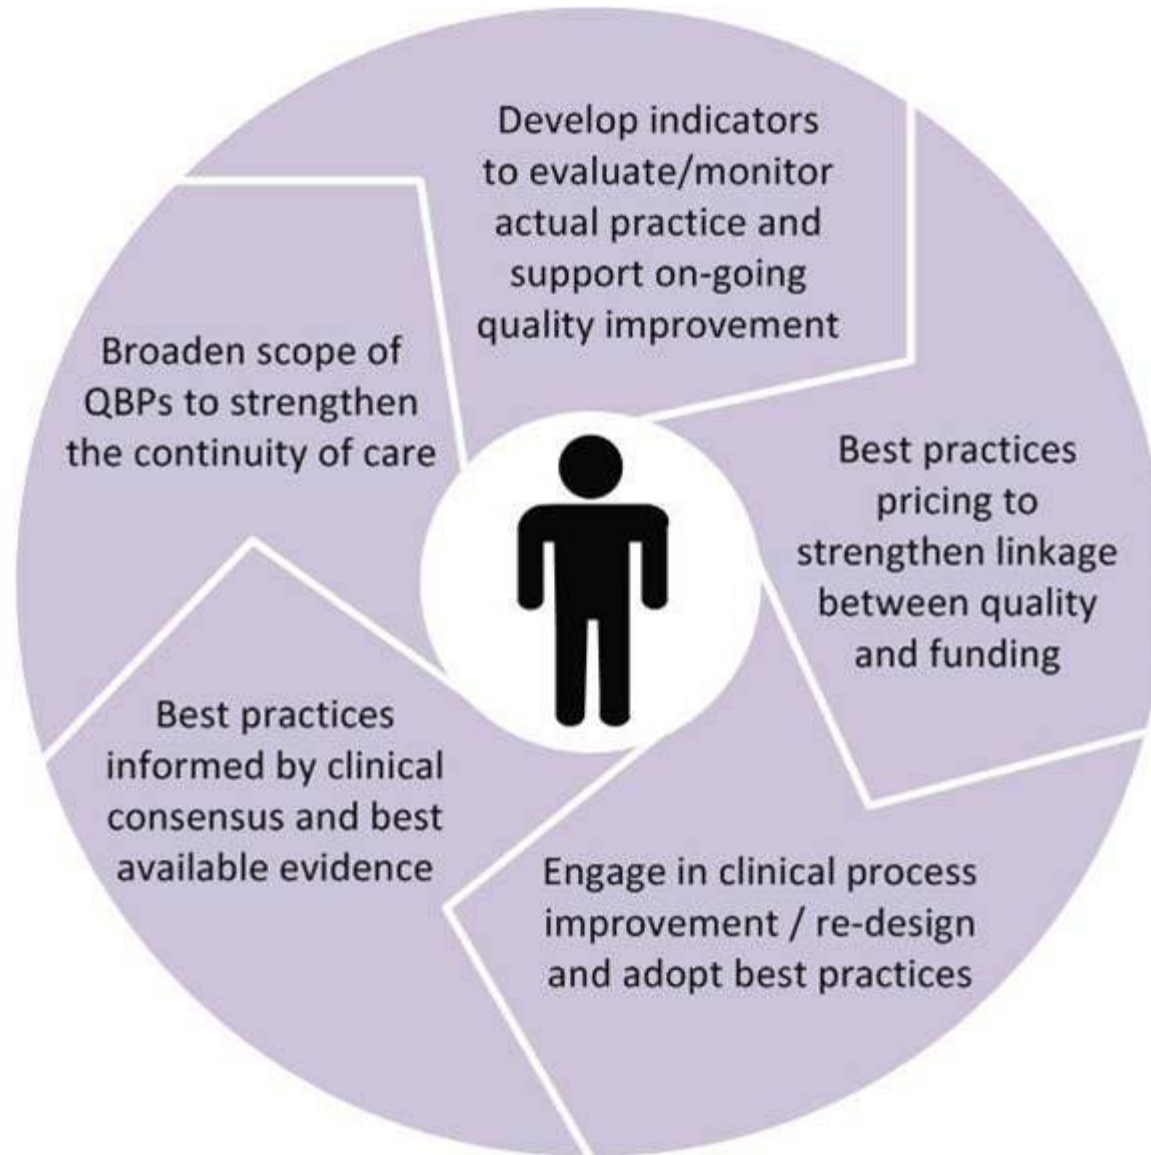 Develop indicators
to evaluate/monitor
actual practice and
support on-going
quality improvement
Broaden scope of
QBPs to strengthen
the continuity of care
Best practices
pricing to
strengthen linkage
between quality
and funding
Best practices
informed by clinical
consensus and best
available evidence
Engage in clinical process
improvement / re-design
and adopt best practices